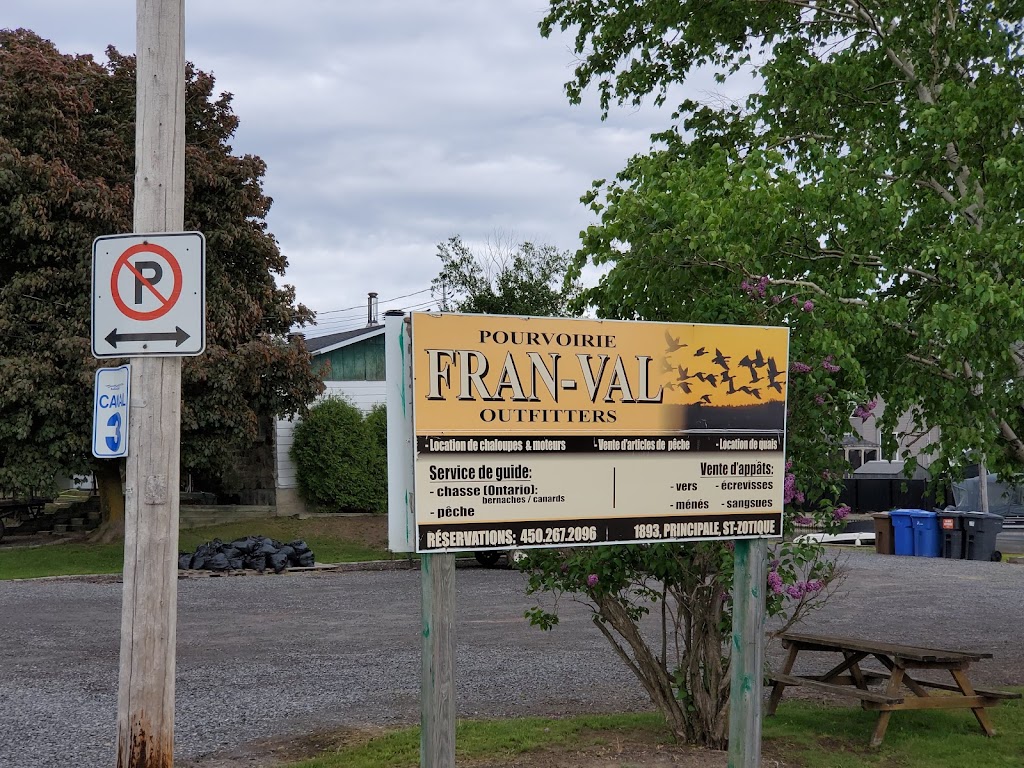 P
CANAL
3
POURVOIRIE
FRAN-VAL
OUTFITTERS
- Location de chaloupes & moteurs - Vente d'articles de pêche - Location de quais
Service de guide:
- chasse (Ontario):
bernaches / canards
- pêche
Vente d'appâts:
- vers - écrevisses
- ménés - sangsues
RÉSERVATIONS: 450.267.2096 1893, PRINCIPALE, ST-ZOTIQUE